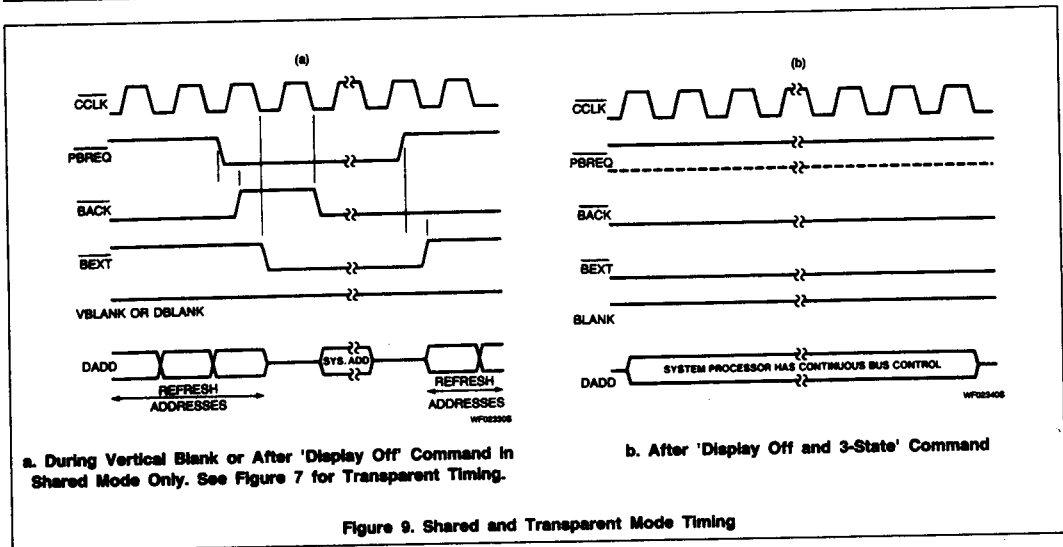 (a)
CCLK
PBREQ
BACK
BEXT
VBLANK OR DBLANK
DADD
SYS. ADD
REFRESH
ADDRESSES
REFRESH
ADDRESSES
WF02330S
a. During Vertical Blank or After 'Display Off' Command in
Shared Mode Only. See Figure 7 for Transparent Timing.
(b)
CCLK
PBREQ
BACK
BEXT
BLANK
DADD
SYSTEM PROCESSOR HAS CONTINUOUS BUS CONTROL
WF02340S
b. After 'Display Off and 3-State' Command
Figure 9. Shared and Transparent Mode Timing